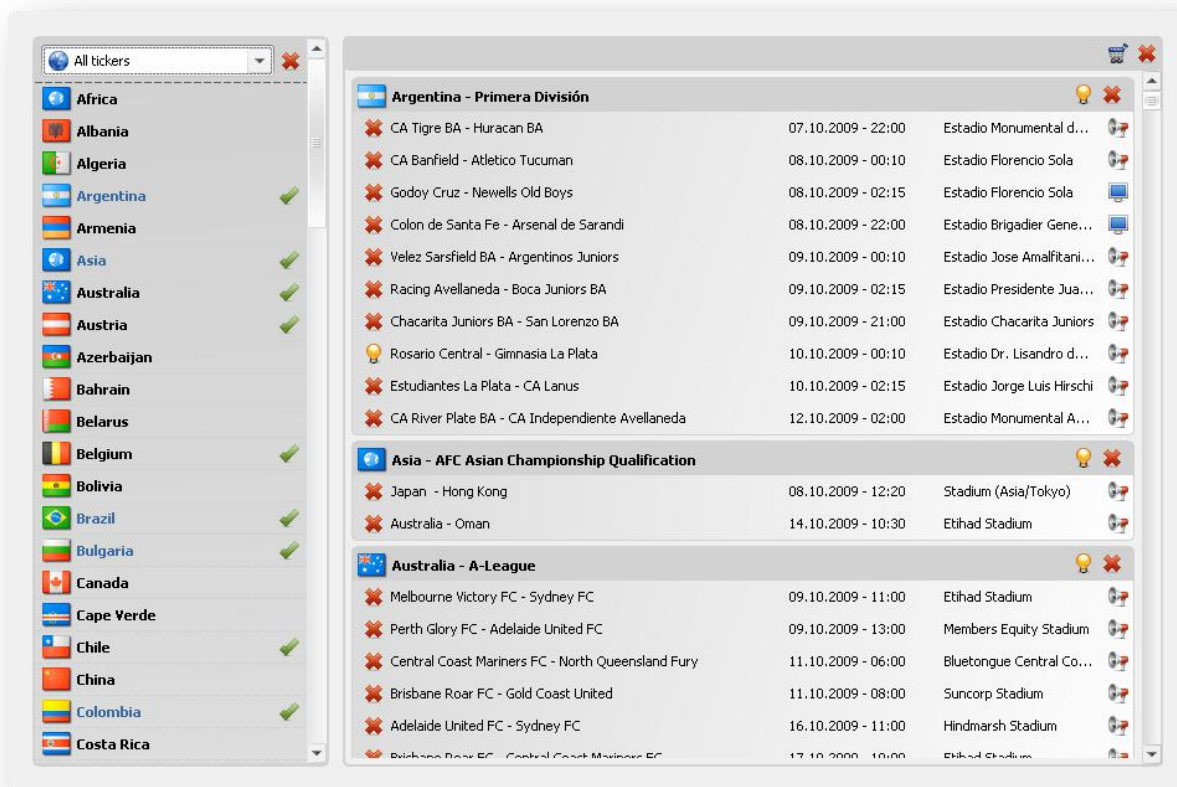 All tickers
Africa
Albania
Algeria
Argentina
Armenia
Asia
Australia
Austria
Azerbaijan
Bahrain
Belarus
Belgium
Bolivia
Brazil
Bulgaria
Canada
Cape Verde
Chile
China
Colombia
Costa Rica
Argentina - Primera División
CA Tigre BA - Huracan BA 07.10.2009 - 22:00 Estadio Monumental d...
CA Banfield - Atletico Tucuman 08.10.2009 - 00:10 Estadio Florencio Sola
Godoy Cruz - Newells Old Boys 08.10.2009 - 02:15 Estadio Florencio Sola
Colon de Santa Fe - Arsenal de Sarandi 08.10.2009 - 22:00 Estadio Brigadier Gene...
Velez Sarsfield BA - Argentinos Juniors 09.10.2009 - 00:10 Estadio Jose Amalfitani...
Racing Avellaneda - Boca Juniors BA 09.10.2009 - 02:15 Estadio Presidente Jua...
Chacarita Juniors BA - San Lorenzo BA 09.10.2009 - 21:00 Estadio Chacarita Juniors
Rosario Central - Gimnasia La Plata 10.10.2009 - 00:10 Estadio Dr. Lisandro d...
Estudiantes La Plata - CA Lanus 10.10.2009 - 02:15 Estadio Jorge Luis Hirschi
CA River Plate BA - CA Independiente Avellaneda 12.10.2009 - 02:00 Estadio Monumental A...
Asia - AFC Asian Championship Qualification
Japan - Hong Kong 08.10.2009 - 12:20 Stadium (Asia/Tokyo)
Australia - Oman 14.10.2009 - 10:30 Etihad Stadium
Australia - A-League
Melbourne Victory FC - Sydney FC 09.10.2009 - 11:00 Etihad Stadium
Perth Glory FC - Adelaide United FC 09.10.2009 - 13:00 Members Equity Stadium
Central Coast Mariners FC - North Queensland Fury 11.10.2009 - 06:00 Bluetongue Central Co...
Brisbane Roar FC - Gold Coast United 11.10.2009 - 08:00 Suncorp Stadium
Adelaide United FC - Sydney FC 16.10.2009 - 11:00 Hindmarsh Stadium
Brisbane Roar FC - Central Coast Mariners FC 17.10.2009 - Etihad Stadium